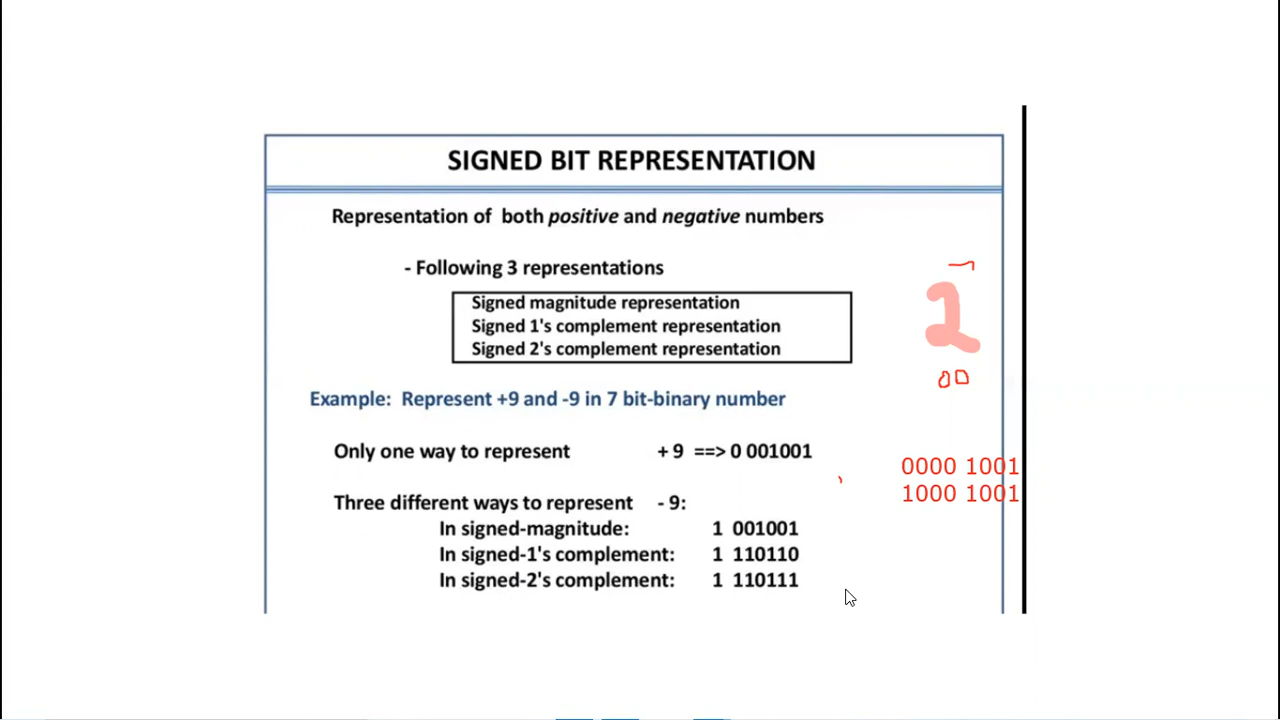 SIGNED BIT REPRESENTATION
Representation of both positive and negative numbers
- Following 3 representations
Signed magnitude representation
Signed 1's complement representation
Signed 2's complement representation
2
00
Example: Represent +9 and -9 in 7 bit-binary number
Only one way to represent + 9 ==> 0 001001
0000 1001
1000 1001
Three different ways to represent - 9:
In signed-magnitude: 1 001001
In signed-1's complement: 1 110110
In signed-2's complement: 1 110111